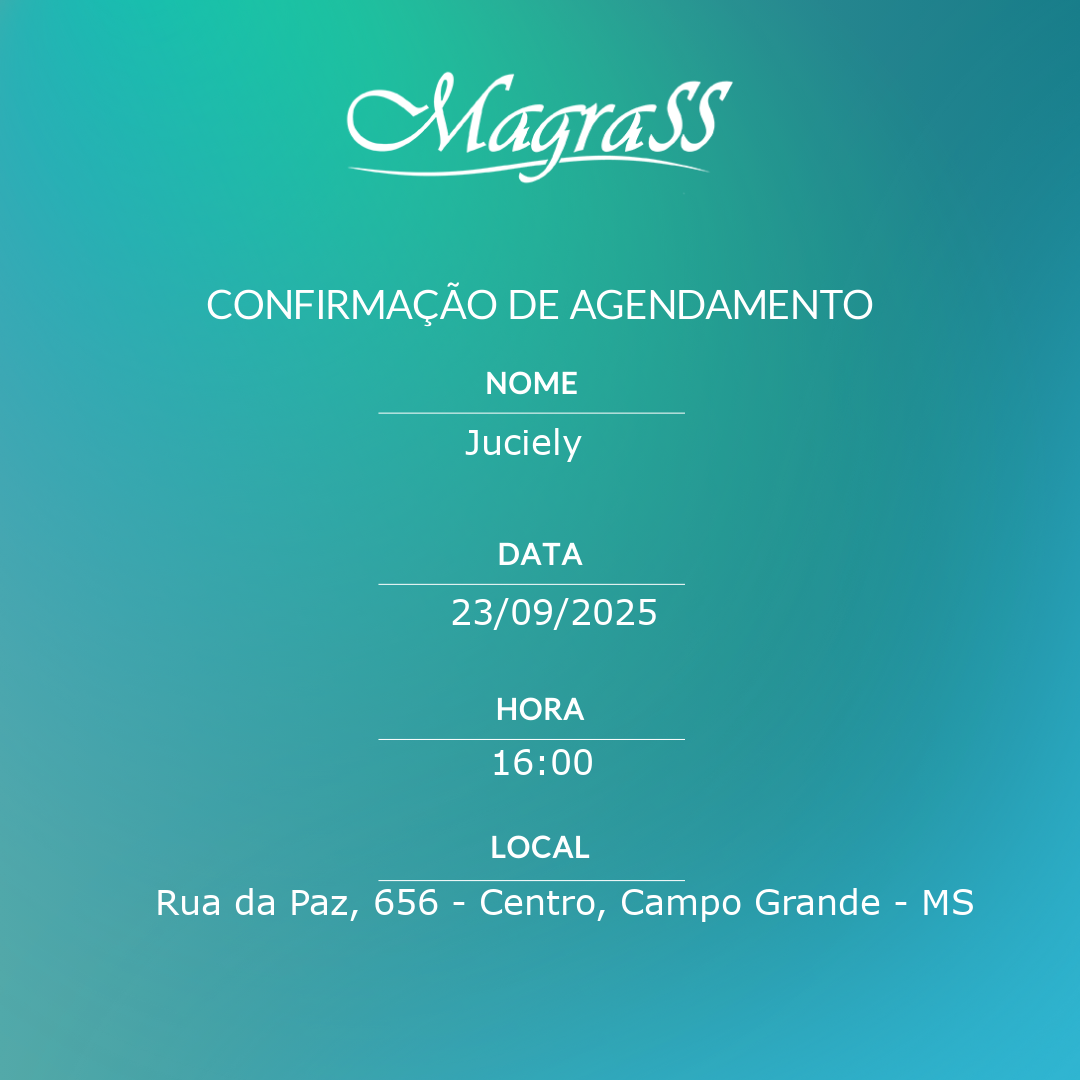 MagraSS
CONFIRMAÇÃO DE AGENDAMENTO
NOME
Juciely
DATA
23/09/2025
HORA
16:00
LOCAL
Rua da Paz, 656 - Centro, Campo Grande - MS